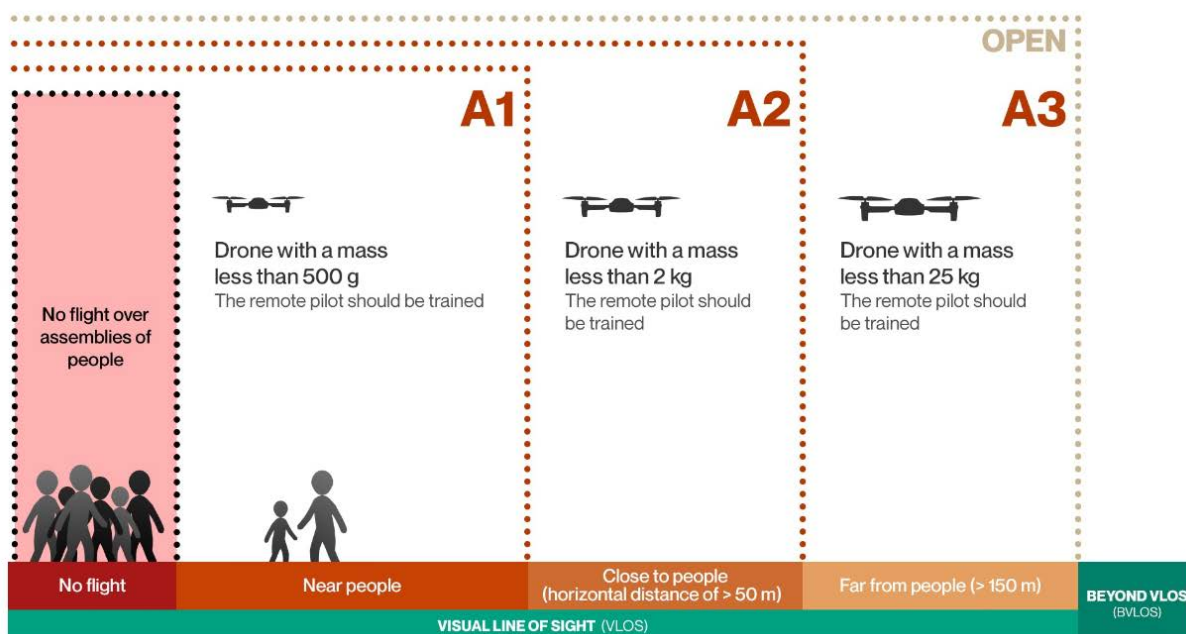 OPEN
A1
A2
A3
No flight over
assemblies of
people
Drone with a mass
less than 500 g
The remote pilot should be trained
Drone with a mass
less than 2 kg
The remote pilot should
be trained
Drone with a mass
less than 25 kg
The remote pilot should
be trained
No flight
Near people
Close to people
(horizontal distance of > 50 m)
Far from people (> 150 m)
BEYOND VLOS
(BVLOS)
VISUAL LINE OF SIGHT (VLOS)